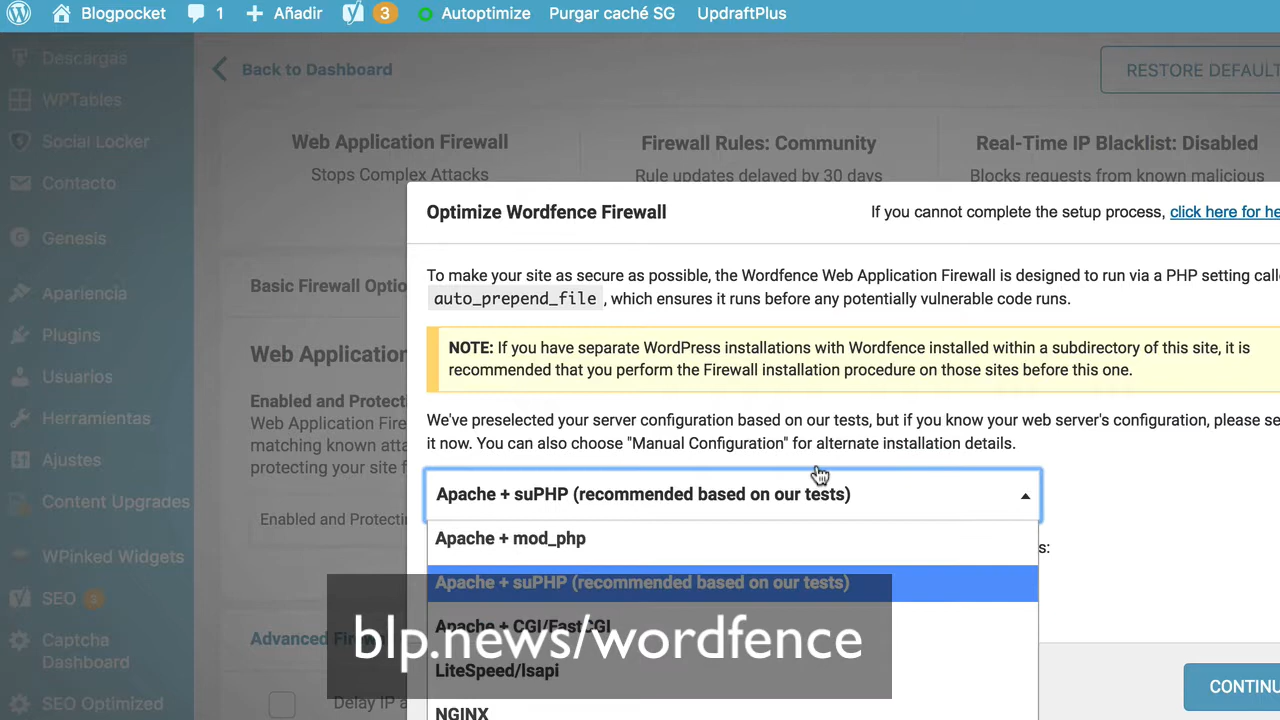 Blogpocket 1 Añadir 3 Autoptimize Purgar caché SG UpdraftPlus
Descargas
WPTables
Social Locker
Contacto
Genesis
Apariencia
Plugins
Usuarios
Herramientas
Ajustes
Content Upgrades
WPinked Widgets
SEO 3
Captcha
Dashboard
SEO Optimized
Back to Dashboard
RESTORE DEFAULT
Web Application Firewall
Stops Complex Attacks
Firewall Rules: Community
Rule updates delayed by 30 days
Real-Time IP Blacklist: Disabled
Blocks requests from known malicious
Basic Firewall Optio
Web Application
Enabled and Protec
Web Application Fire
matching known atta
protecting your site f
Enabled and Protectin
Advanced Firew
Delay IP a
Optimize Wordfence Firewall
If you cannot complete the setup process, click here for he
To make your site as secure as possible, the Wordfence Web Application Firewall is designed to run via a PHP setting calle
auto_prepend_file, which ensures it runs before any potentially vulnerable code runs.
NOTE: If you have separate WordPress installations with Wordfence installed within a subdirectory of this site, it is
recommended that you perform the Firewall installation procedure on those sites before this one.
We've preselected your server configuration based on our tests, but if you know your web server's configuration, please se
it now. You can also choose "Manual Configuration" for alternate installation details.
Apache + suPHP (recommended based on our tests)
Apache + mod_php
s:
Apache + suPHP (recommended based on our tests)
Apache + CGI/FastCGI
LiteSpeed/lsapi
NGINX
CONTINU
blp.news/wordfence